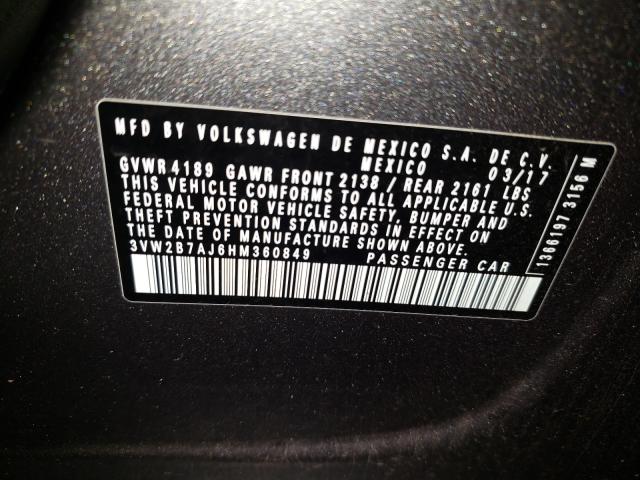 MFD BY VOLKSWAGEN DE MEXICO S.A. DE C.V.
MEXICO 03/17
GVWR 4189 GAWR FRONT 2138 / REAR 2161 LBS
THIS VEHICLE CONFORMS TO ALL APPLICABLE U.S.
FEDERAL MOTOR VEHICLE SAFETY, BUMPER AND
THEFT PREVENTION STANDARDS IN EFFECT ON
THE DATE OF MANUFACTURE SHOWN ABOVE.
3VW2B7AJ6HM360849 PASSENGER CAR
1366197 3156 M